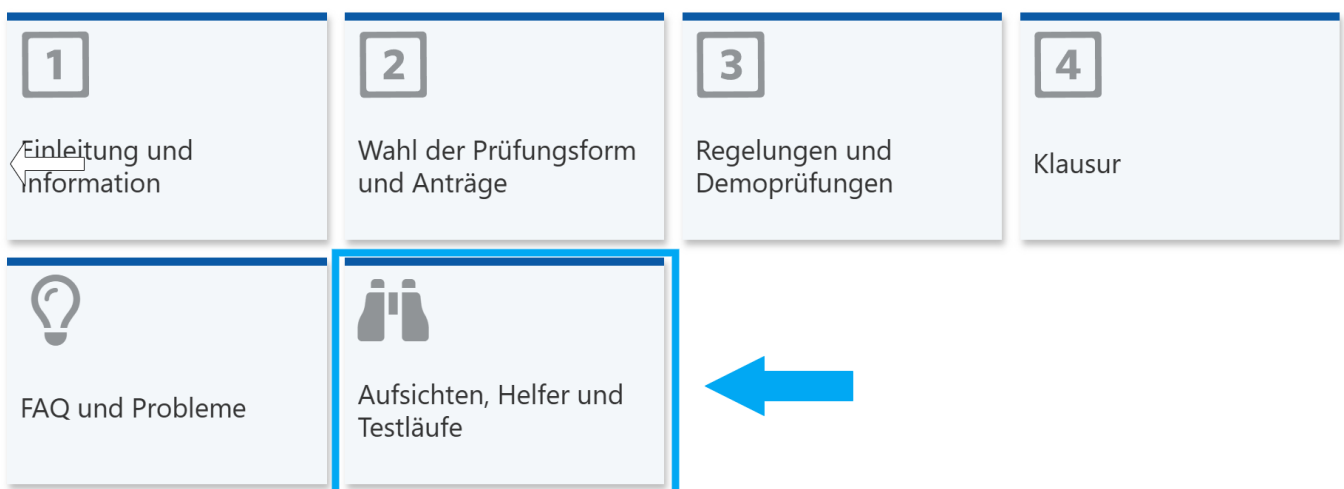 1
2
3
4
Einleitung und
Information
Wahl der Prüfungsform
und Anträge
Regelungen und
Demoprüfungen
Klausur
FAQ und Probleme
Aufsichten, Helfer und
Testläufe